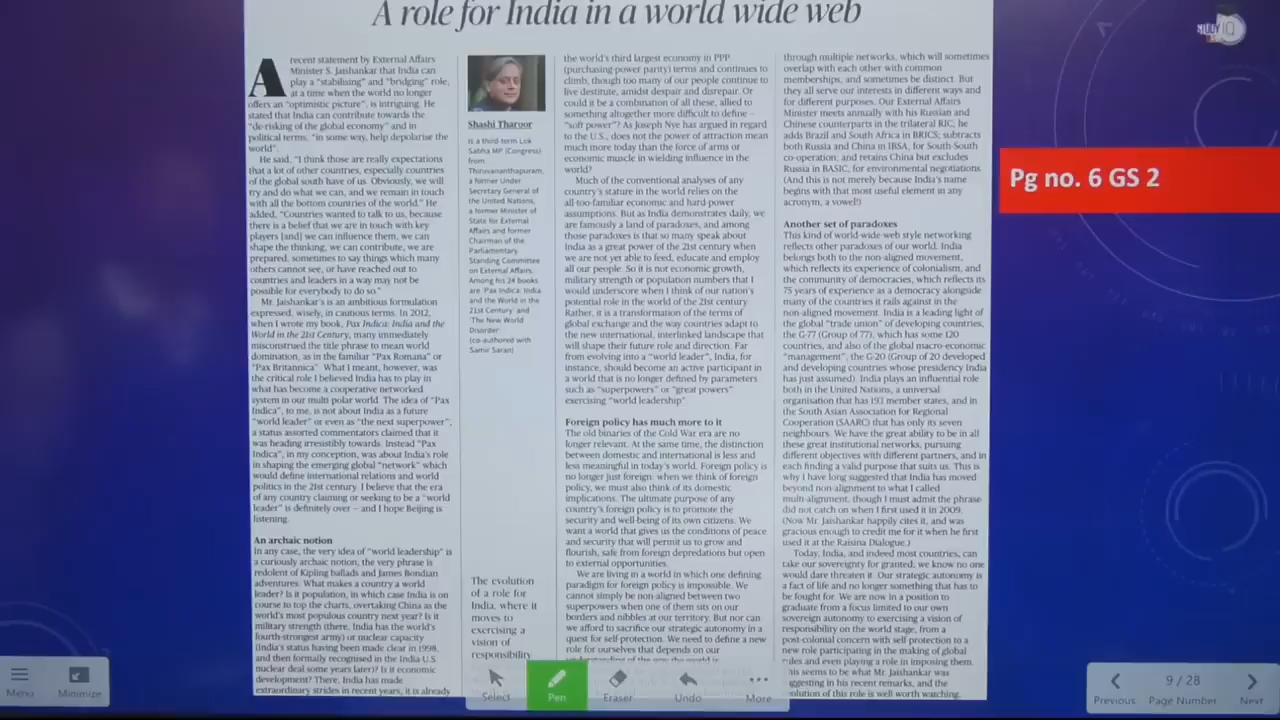 A role for India in a world wide web
A recent statement by External Affairs
Minister S. Jaishankar that India can
play a "stabilising" and "bridging" role,
at a time when the world no longer
offers an "optimistic picture", is intriguing. He
stated that India can contribute towards the
"de-risking of the global economy" and in
political terms, "in some way, help depolarise the
world".
He said, "I think those are really expectations
that a lot of other countries, especially countries
of the global south have of us. Obviously, we will
try and do what we can, and we remain in touch
with all the bottom countries of the world." He
added, "Countries wanted to talk to us, because
there is a belief that we are in touch with key
players [and] we can influence them, we can
shape the thinking, we can contribute, we are
prepared, sometimes to say things which many
others cannot see, or have reached out to
countries and leaders in a way may not be
possible for everybody to do so."
Mr. Jaishankar's is an ambitious formulation
expressed, wisely, in cautious terms. In 2012,
when I wrote my book, Pax Indica: India and the
World in the 21st Century, many immediately
misconstrued the title phrase to mean world
domination, as in the familiar "Pax Romana" or
"Pax Britannica". What I meant, however, was
the critical role I believed India has to play in
what has become a cooperative networked
system in our multi polar world. The idea of "Pax
Indica", to me, is not about India as a future
"world leader" or even as "the next superpower",
a status assorted commentators claimed that it
was heading irresistibly towards. Instead "Pax
Indica", in my conception, was about India's role
in shaping the emerging global "network" which
would define international relations and world
politics in the 21st century. I believe that the era
of any country claiming or seeking to be a "world
leader" is definitely over – and I hope Beijing is
listening.
An archaic notion
In any case, the very idea of "world leadership" is
a curiously archaic notion, the very phrase is
redolent of Kipling ballads and James Bondian
adventures. What makes a country a world
leader? Is it population, in which case India is on
course to top the charts, overtaking China as the
world's most populous country next year? Is it
military strength (there, India has the world's
fourth-strongest army) or nuclear capacity
(India's status having been made clear in 1998,
and then formally recognised in the India U.S.
nuclear deal some years later)? Is it economic
development? There, India has made
extraordinary strides in recent years, it is already
Shashi Tharoor
is a third-term Lok
Sabha MP (Congress)
from
Thiruvananthapuram,
a former Under
Secretary General of
the United Nations,
a former Minister of
State for External
Affairs and former
Chairman of the
Parliamentary
Standing Committee
on External Affairs.
Among his 24 books
are 'Pax Indica: India
and the World in the
21st Century' and
'The New World
Disorder'
(co-authored with
Samir Saran)
The evolution
of a role for
India, where it
moves to
exercising a
vision of
responsibility
the world's third largest economy in PPP
(purchasing power parity) terms and continues to
climb, though too many of our people continue to
live destitute, amidst despair and disrepair. Or
could it be a combination of all these, allied to
something altogether more difficult to define –
"soft power"? As Joseph Nye has argued in regard
to the U.S., does not the power of attraction mean
much more today than the force of arms or
economic muscle in wielding influence in the
world?
Much of the conventional analyses of any
country's stature in the world relies on the
all-too-familiar economic and hard-power
assumptions. But as India demonstrates daily, we
are famously a land of paradoxes, and among
those paradoxes is that so many speak about
India as a great power of the 21st century when
we are not yet able to feed, educate and employ
all our people. So it is not economic growth,
military strength or population numbers that I
would underscore when I think of our nation's
potential role in the world of the 21st century.
Rather, it is a transformation of the terms of
global exchange and the way countries adapt to
the new international, interlinked landscape that
will shape their future role and direction. Far
from evolving into a "world leader", India, for
instance, should become an active participant in
a world that is no longer defined by parameters
such as "superpowers" or "great powers"
exercising "world leadership".
Foreign policy has much more to it
The old binaries of the Cold War era are no
longer relevant. At the same time, the distinction
between domestic and international is less and
less meaningful in today's world. Foreign policy is
no longer just foreign: when we think of foreign
policy, we must also think of its domestic
implications. The ultimate purpose of any
country's foreign policy is to promote the
security and well-being of its own citizens. We
want a world that gives us the conditions of peace
and security that will permit us to grow and
flourish, safe from foreign depredations but open
to external opportunities.
We are living in a world in which one defining
paradigm for foreign policy is impossible. We
cannot simply be non-aligned between two
superpowers when one of them sits on our
borders and nibbles at our territory. But nor can
we afford to sacrifice our strategic autonomy in a
quest for self-protection. We need to define a new
role for ourselves that depends on our
understanding of the way the world is
through multiple networks, which will sometimes
overlap with each other with common
memberships, and sometimes be distinct. But
they all serve our interests in different ways and
for different purposes. Our External Affairs
Minister meets annually with his Russian and
Chinese counterparts in the trilateral RIC; he
adds Brazil and South Africa in BRICS; subtracts
both Russia and China in IBSA, for South-South
co-operation; and retains China but excludes
Russia in BASIC, for environmental negotiations.
(And this is not merely because India's name
begins with that most useful element in any
acronym, a vowel!)
Another set of paradoxes
This kind of world-wide-web style networking
reflects other paradoxes of our world. India
belongs both to the non-aligned movement,
which reflects its experience of colonialism, and
the community of democracies, which reflects its
75 years of experience as a democracy alongside
many of the countries it rails against in the
non-aligned movement. India is a leading light of
the global "trade union" of developing countries,
the G-77 (Group of 77), which has some 120
countries, and also of the global macro-economic
"management", the G-20 (Group of 20 developed
and developing countries whose presidency India
has just assumed). India plays an influential role
both in the United Nations, a universal
organisation that has 193 member states, and in
the South Asian Association for Regional
Cooperation (SAARC) that has only its seven
neighbours. We have the great ability to be in all
these great institutional networks, pursuing
different objectives with different partners, and in
each finding a valid purpose that suits us. This is
why I have long suggested that India has moved
beyond non-alignment to what I called
multi-alignment, though I must admit the phrase
did not catch on when I first used it in 2009.
(Now Mr. Jaishankar happily cites it, and was
gracious enough to credit me for it when he first
used it at the Raisina Dialogue.)
Today, India, and indeed most countries, can
take our sovereignty for granted; we know no one
would dare threaten it. Our strategic autonomy is
a fact of life and no longer something that has to
be fought for. We are now in a position to
graduate from a focus limited to our own
sovereign autonomy to exercising a vision of
responsibility on the world stage, from a
post-colonial concern with self-protection to a
new role participating in the making of global
rules and even playing a role in imposing them.
his seems to be what Mr. Jaishankar was
uggesting in his recent remarks, and the
volution of this role is well worth watching.
STUDY IQ
Pg no. 6 GS 2
Menu
Minimize
Select
Pen
Eraser
Undo
More
9 / 28
Previous
Page Number
Next